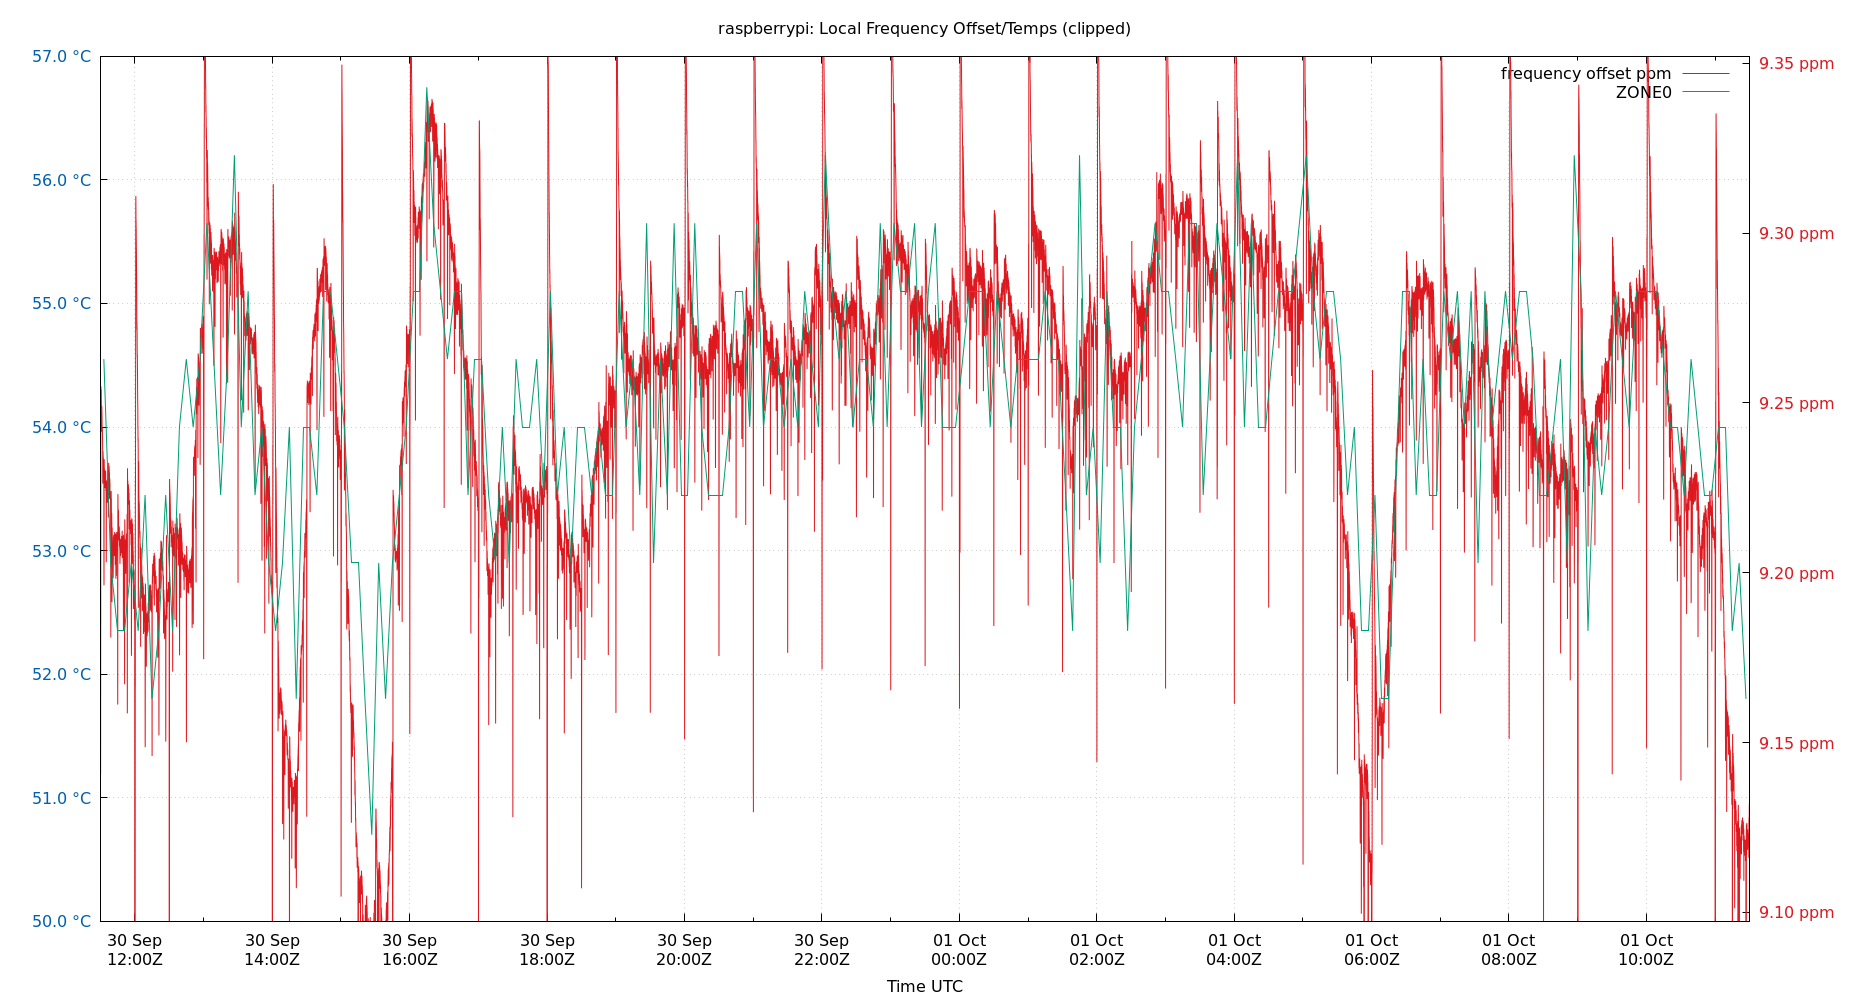 raspberrypi: Local Frequency Offset/Temps (clipped)
57.0 °C
56.0 °C
55.0 °C
54.0 °C
53.0 °C
52.0 °C
51.0 °C
50.0 °C
9.35 ppm
9.30 ppm
9.25 ppm
9.20 ppm
9.15 ppm
9.10 ppm
frequency offset ppm
ZONE0
30 Sep
12:00Z
30 Sep
14:00Z
30 Sep
16:00Z
30 Sep
18:00Z
30 Sep
20:00Z
30 Sep
22:00Z
01 Oct
00:00Z
01 Oct
02:00Z
01 Oct
04:00Z
01 Oct
06:00Z
01 Oct
08:00Z
01 Oct
10:00Z
Time UTC